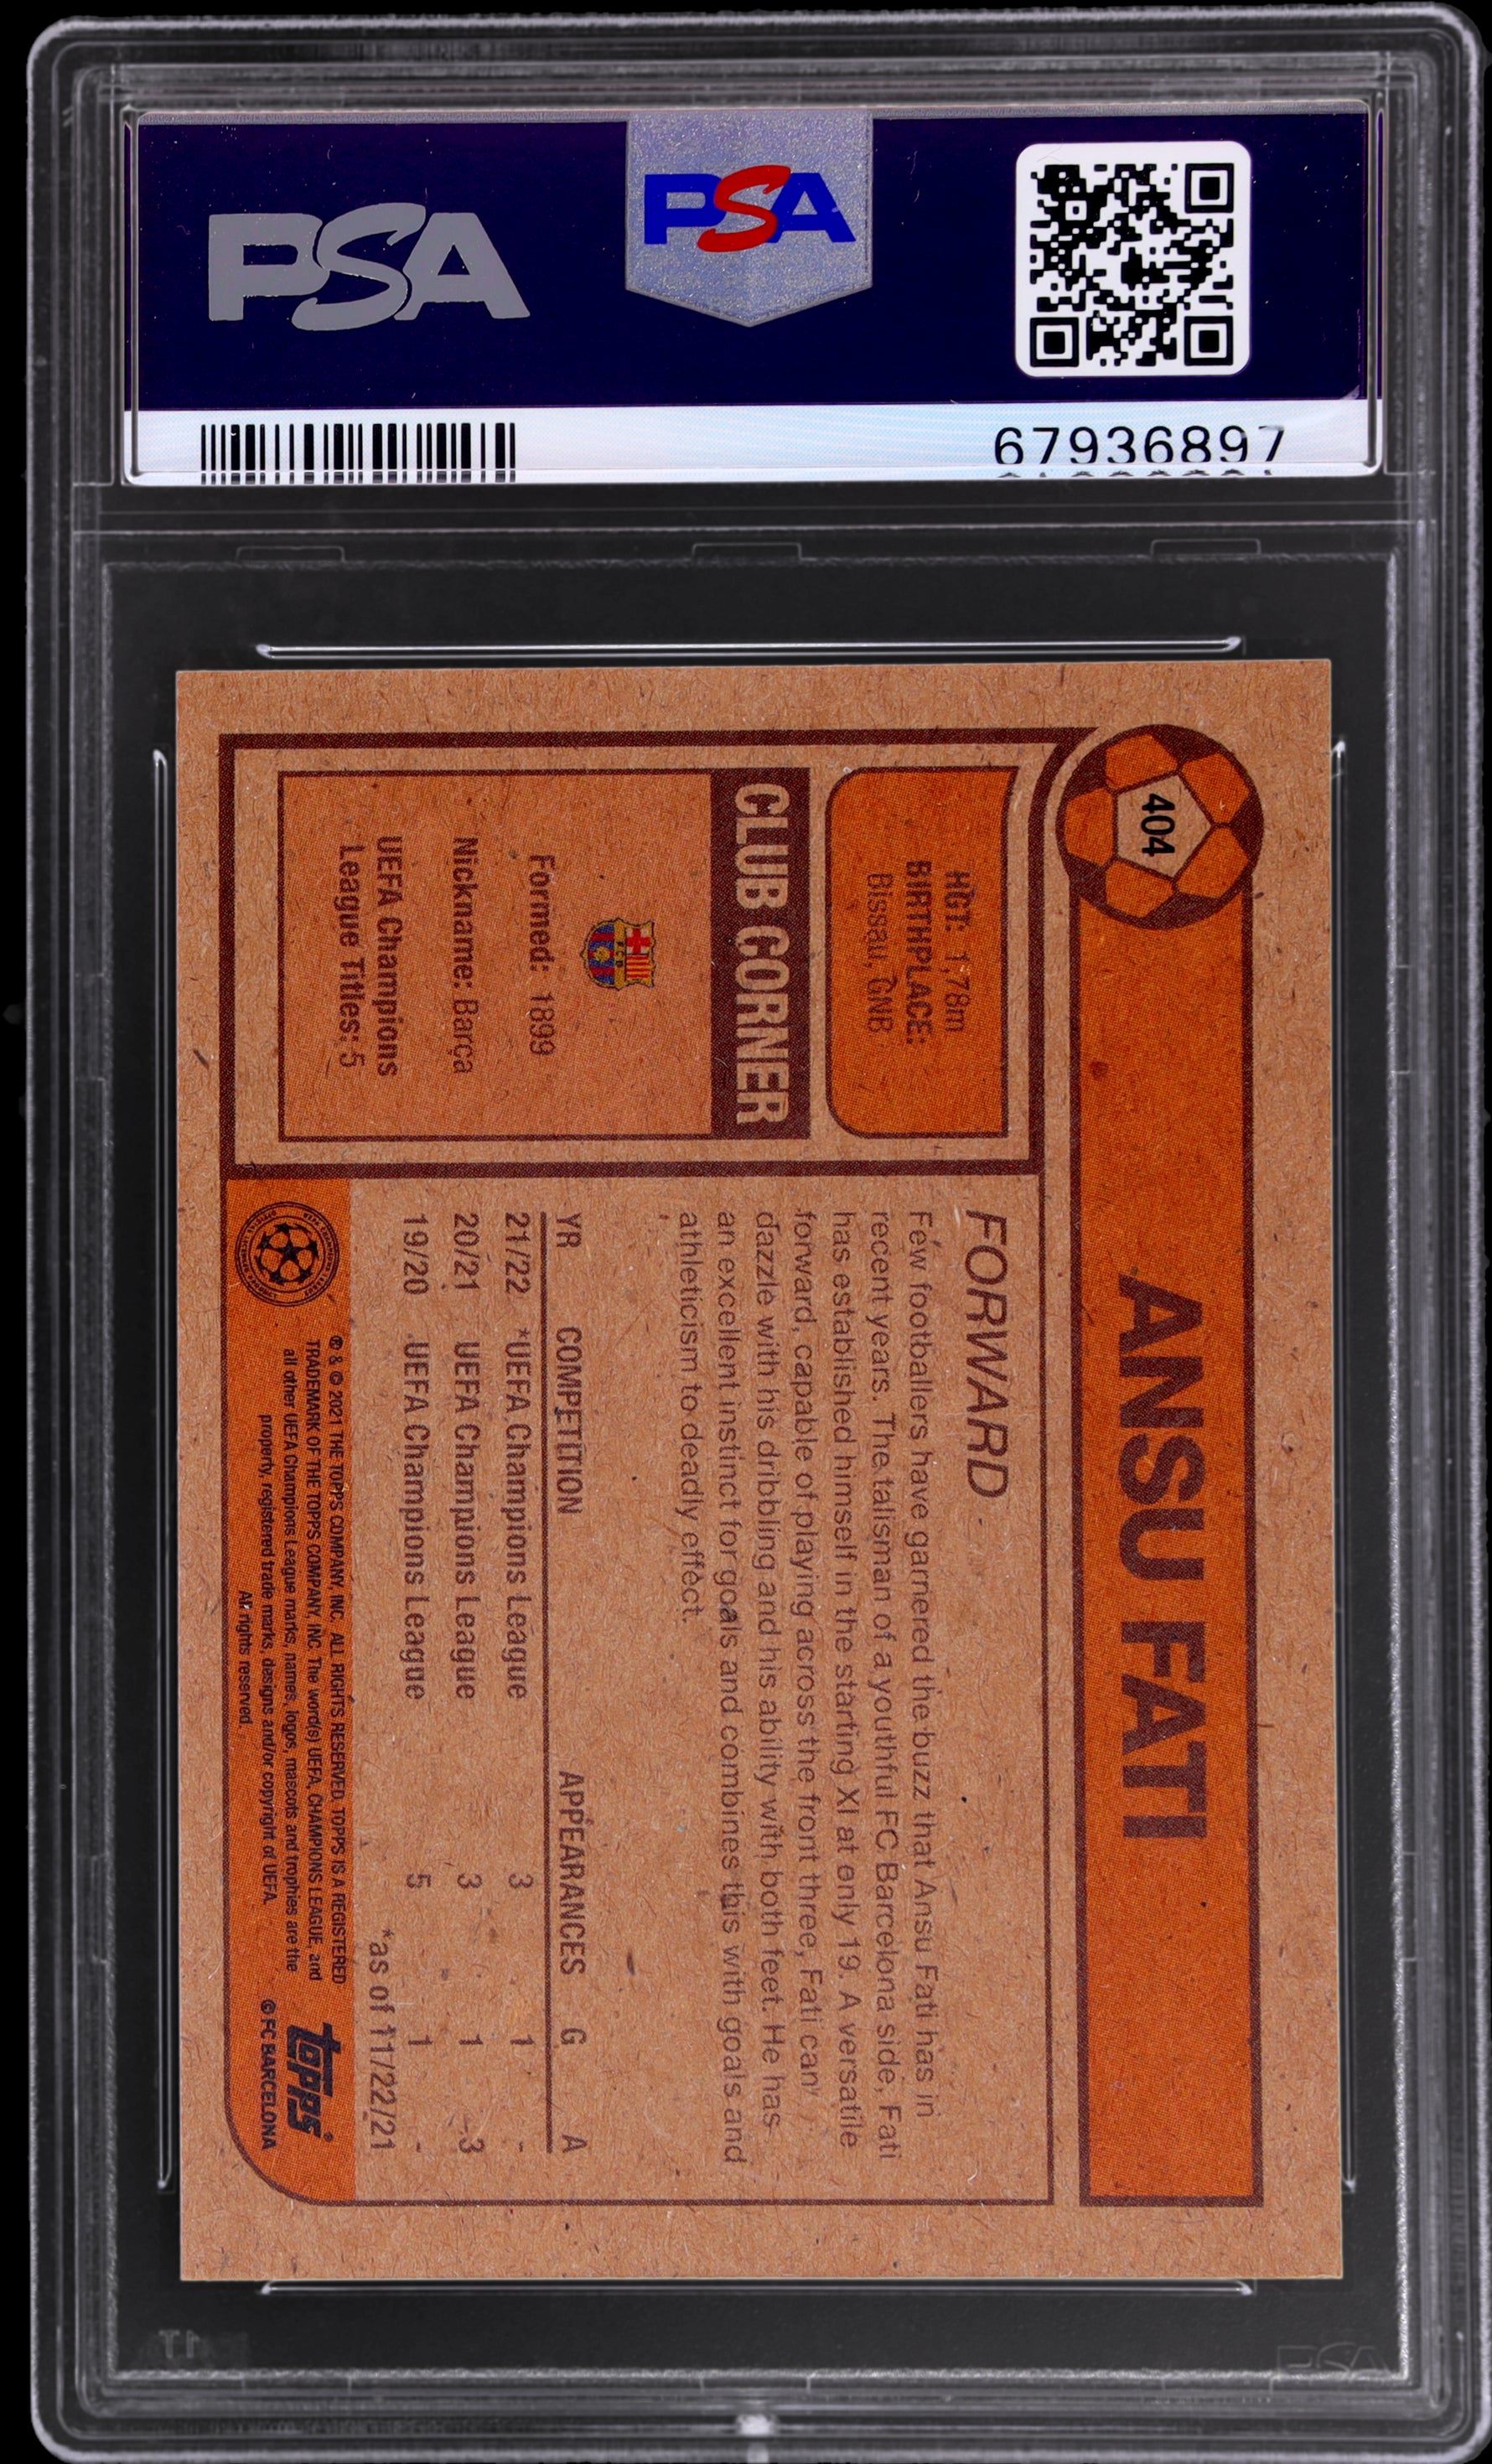 PSA
PSA
67936897
404
ANSU FATI
HGT: 1,78m
BIRTHPLACE:
Bissau, GNB
CLUB CORNER
FCB
Formed: 1899
Nickname: Barça
UEFA Champions
League Titles: 5
FORWARD
Few footballers have garnered the buzz that Ansu Fati has in
recent years. The talisman of a youthful FC Barcelona side, Fati
has established himself in the starting XI at only 19. A versatile
forward, capable of playing across the front three, Fati can
dazzle with his dribbling and his ability with both feet. He has
an excellent instinct for goals and combines this with goals and
athleticism to deadly effect.
YR COMPETITION APPEARANCES G A
21/22 *UEFA Champions League 3 1 -
20/21 UEFA Champions League 3 1 3
19/20 UEFA Champions League 5 1 -
*as of 11/22/21
® & © 2021 THE TOPPS COMPANY, INC. ALL RIGHTS RESERVED. TOPPS IS A REGISTERED
TRADEMARK OF THE TOPPS COMPANY, INC. The word(s) UEFA, CHAMPIONS LEAGUE, and
all other UEFA Champions League marks, names, logos, mascots and trophies are the
property, registered trade marks, designs and/or copyright of UEFA.
All rights reserved.
topps®
© FC BARCELONA
PSA